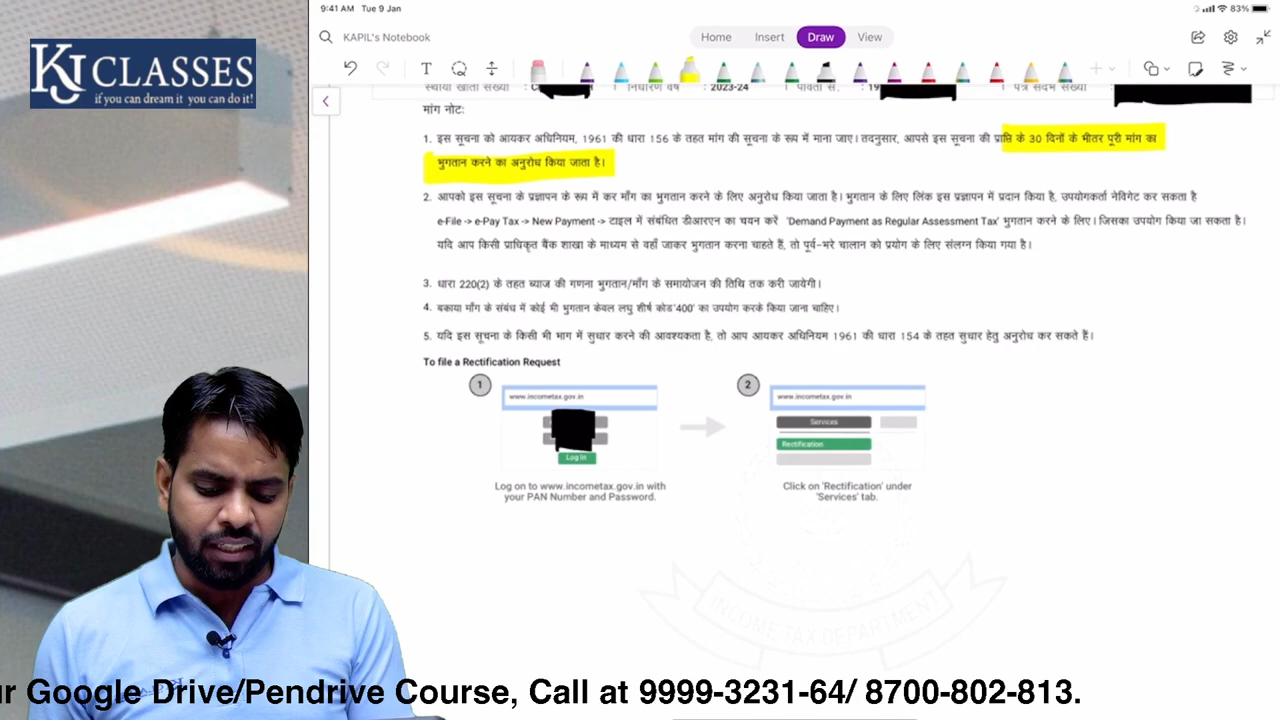 9:41 AM Tue 9 Jan
83%
KAPIL's Notebook
Home Insert Draw View
KJ CLASSES
if you can dream it you can do it!
स्थायी खाता संख्या : निर्धारण वर्ष : 2023-24 पावती सं. : 19 पत्र संदर्भ संख्या :
मांग नोट:
1. इस सूचना को आयकर अधिनियम, 1961 की धारा 156 के तहत मांग की सूचना के रूप में माना जाए। तदनुसार, आपसे इस सूचना की प्राप्ति के 30 दिनों के भीतर पूरी मांग का
भुगतान करने का अनुरोध किया जाता है।
2. आपको इस सूचना के प्रज्ञापन के रूप में कर माँग का भुगतान करने के लिए अनुरोध किया जाता है। भुगतान के लिए लिंक इस प्रज्ञापन में प्रदान किया है, उपयोगकर्ता नेविगेट कर सकता है
e-File -> e-Pay Tax -> New Payment -> टाइल में संबंधित डीआरएन का चयन करें 'Demand Payment as Regular Assessment Tax' भुगतान करने के लिए। जिसका उपयोग किया जा सकता है।
यदि आप किसी प्राधिकृत बैंक शाखा के माध्यम से वहाँ जाकर भुगतान करना चाहते हैं, तो पूर्व-भरे चालान को प्रयोग के लिए संलग्न किया गया है।
3. धारा 220(2) के तहत ब्याज की गणना भुगतान/माँग के समायोजन की तिथि तक करी जायेगी।
4. बकाया माँग के संबंध में कोई भी भुगतान केवल लघु शीर्ष कोड'400' का उपयोग करके किया जाना चाहिए।
5. यदि इस सूचना के किसी भी भाग में सुधार करने की आवश्यकता है, तो आप आयकर अधिनियम 1961 की धारा 154 के तहत सुधार हेतु अनुरोध कर सकते हैं।
To file a Rectification Request
1
www.incometax.gov.in
Log In
Log on to www.incometax.gov.in with
your PAN Number and Password.
2
www.incometax.gov.in
Services
Rectification
Click on 'Rectification' under
'Services' tab.
INCOME TAX DEPARTMENT
ur Google Drive/Pendrive Course, Call at 9999-3231-64/ 8700-802-813.